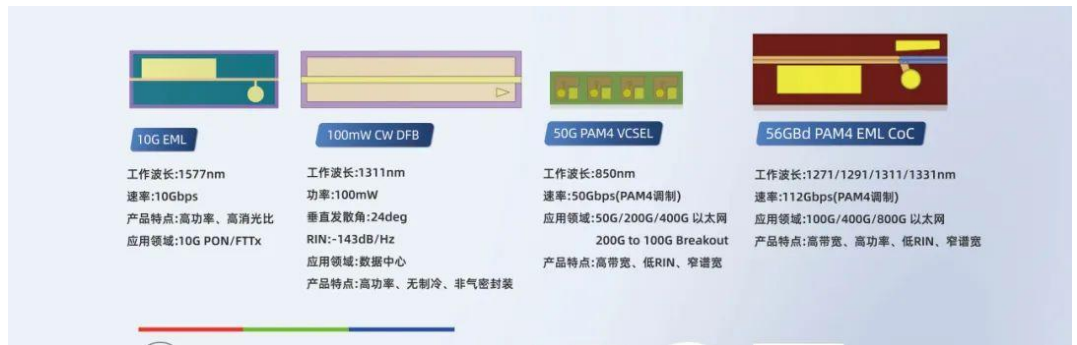 10G EML
工作波长:1577nm
速率:10Gbps
产品特点:高功率、高消光比
应用领域:10G PON/FTTx
100mW CW DFB
工作波长:1311nm
功率:100mW
垂直发散角:24deg
RIN:-143dB/Hz
应用领域:数据中心
产品特点:高功率、无制冷、非气密封装
50G PAM4 VCSEL
工作波长:850nm
速率:50Gbps(PAM4调制)
应用领域:50G/200G/400G 以太网
200G to 100G Breakout
产品特点:高带宽、低RIN、窄谱宽
56GBd PAM4 EML CoC
工作波长:1271/1291/1311/1331nm
速率:112Gbps(PAM4调制)
应用领域:100G/400G/800G 以太网
产品特点:高带宽、高功率、低RIN、窄谱宽